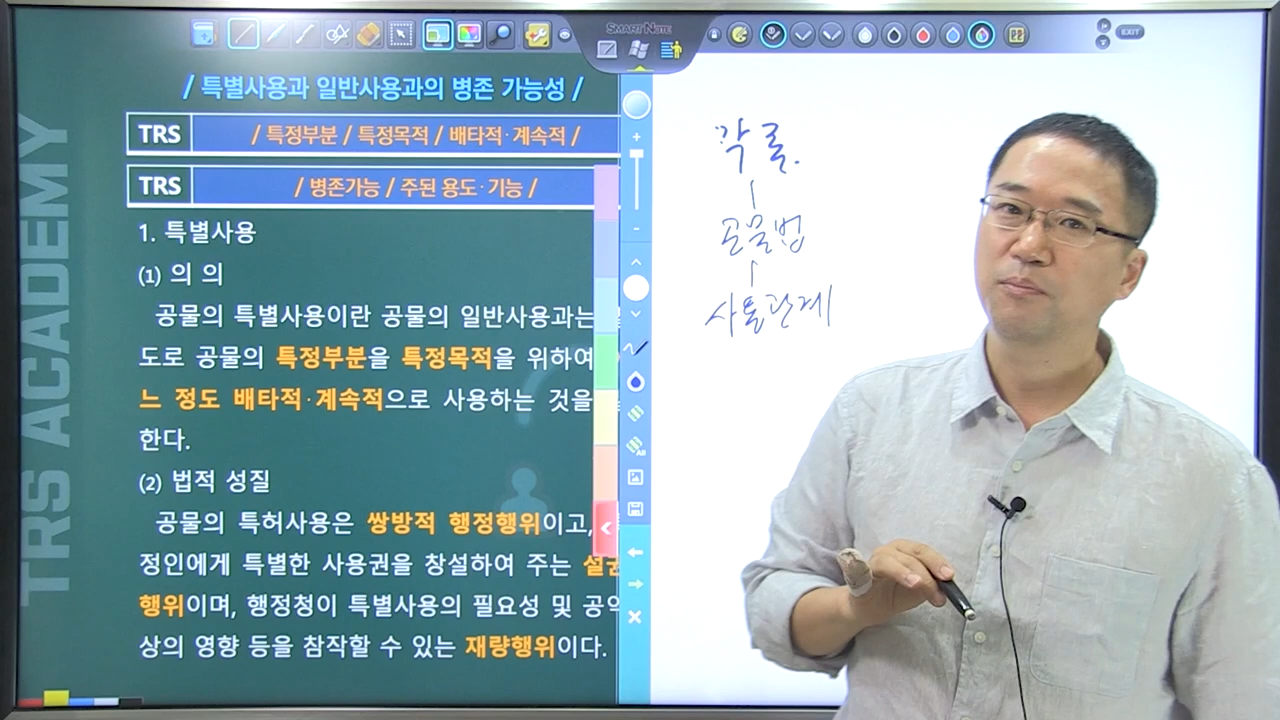 SMART NOTE
EXIT
/ 특별사용과 일반사용과의 병존 가능성 /
TRS / 특정부분 / 특정목적 / 배타적·계속적 /
TRS / 병존가능 / 주된 용도·기능 /
1. 특별사용
(1) 의 의
공물의 특별사용이란 공물의 일반사용과는
도로 공물의 특정부분을 특정목적을 위하여
느 정도 배타적·계속적으로 사용하는 것을
한다.
(2) 법적 성질
공물의 특허사용은 쌍방적 행정행위이고,
정인에게 특별한 사용권을 창설하여 주는 설권
행위이며, 행정청이 특별사용의 필요성 및 공익
상의 영향 등을 참작할 수 있는 재량행위이다.
TRS ACADEMY
각론.
공물법
사용관계
AR